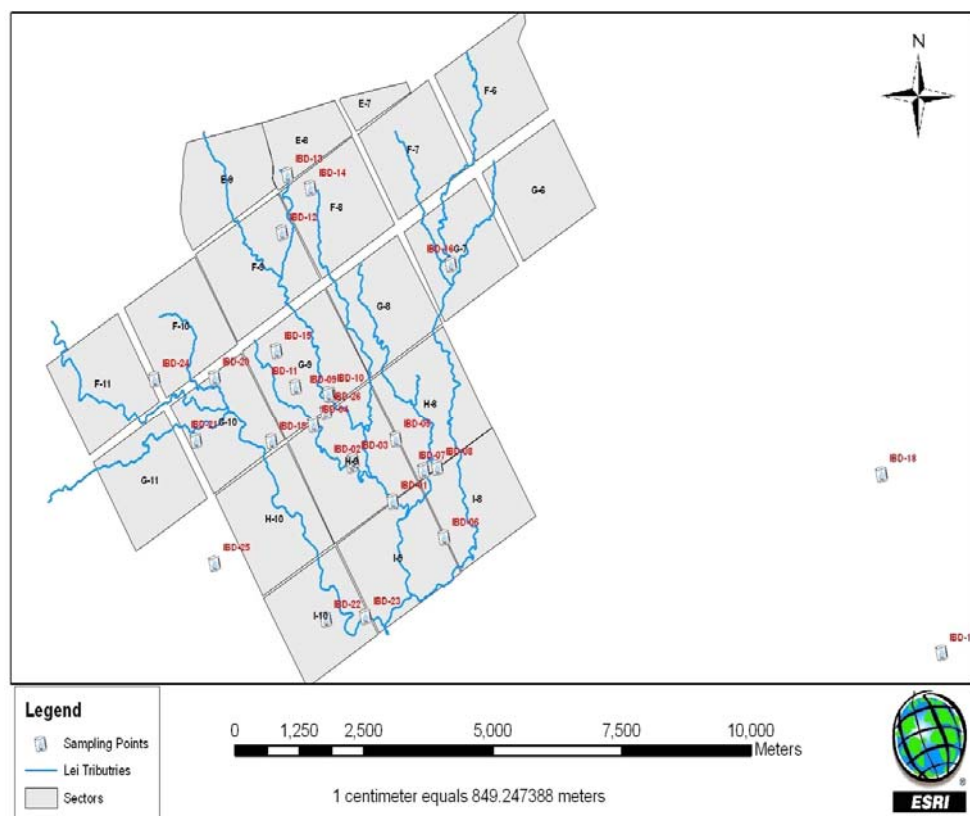 N
F-6
E-7
E-8
F-7
IBD-13
E-9
IBD-14
G-6
F-8
IBD-12
IBD-16
G-7
F-9
G-8
F-10
IBD-15
IBD-24
IBD-20
G-9
F-11
IBD-11
IBD-09
IBD-10
IBD-26
H-8
IBD-04
G-10
IBD-21
IBD-02
IBD-03
H-9
IBD-07
IBD-08
IBD-18
G-11
I-8
H-10
IBD-06
IBD-25
I-9
IBD-22
IBD-23
I-10
IBD-1
Legend
Sampling Points
Lei Tributries
Sectors
0 1,250 2,500 5,000 7,500 10,000
Meters
1 centimeter equals 849.247388 meters
ESRI